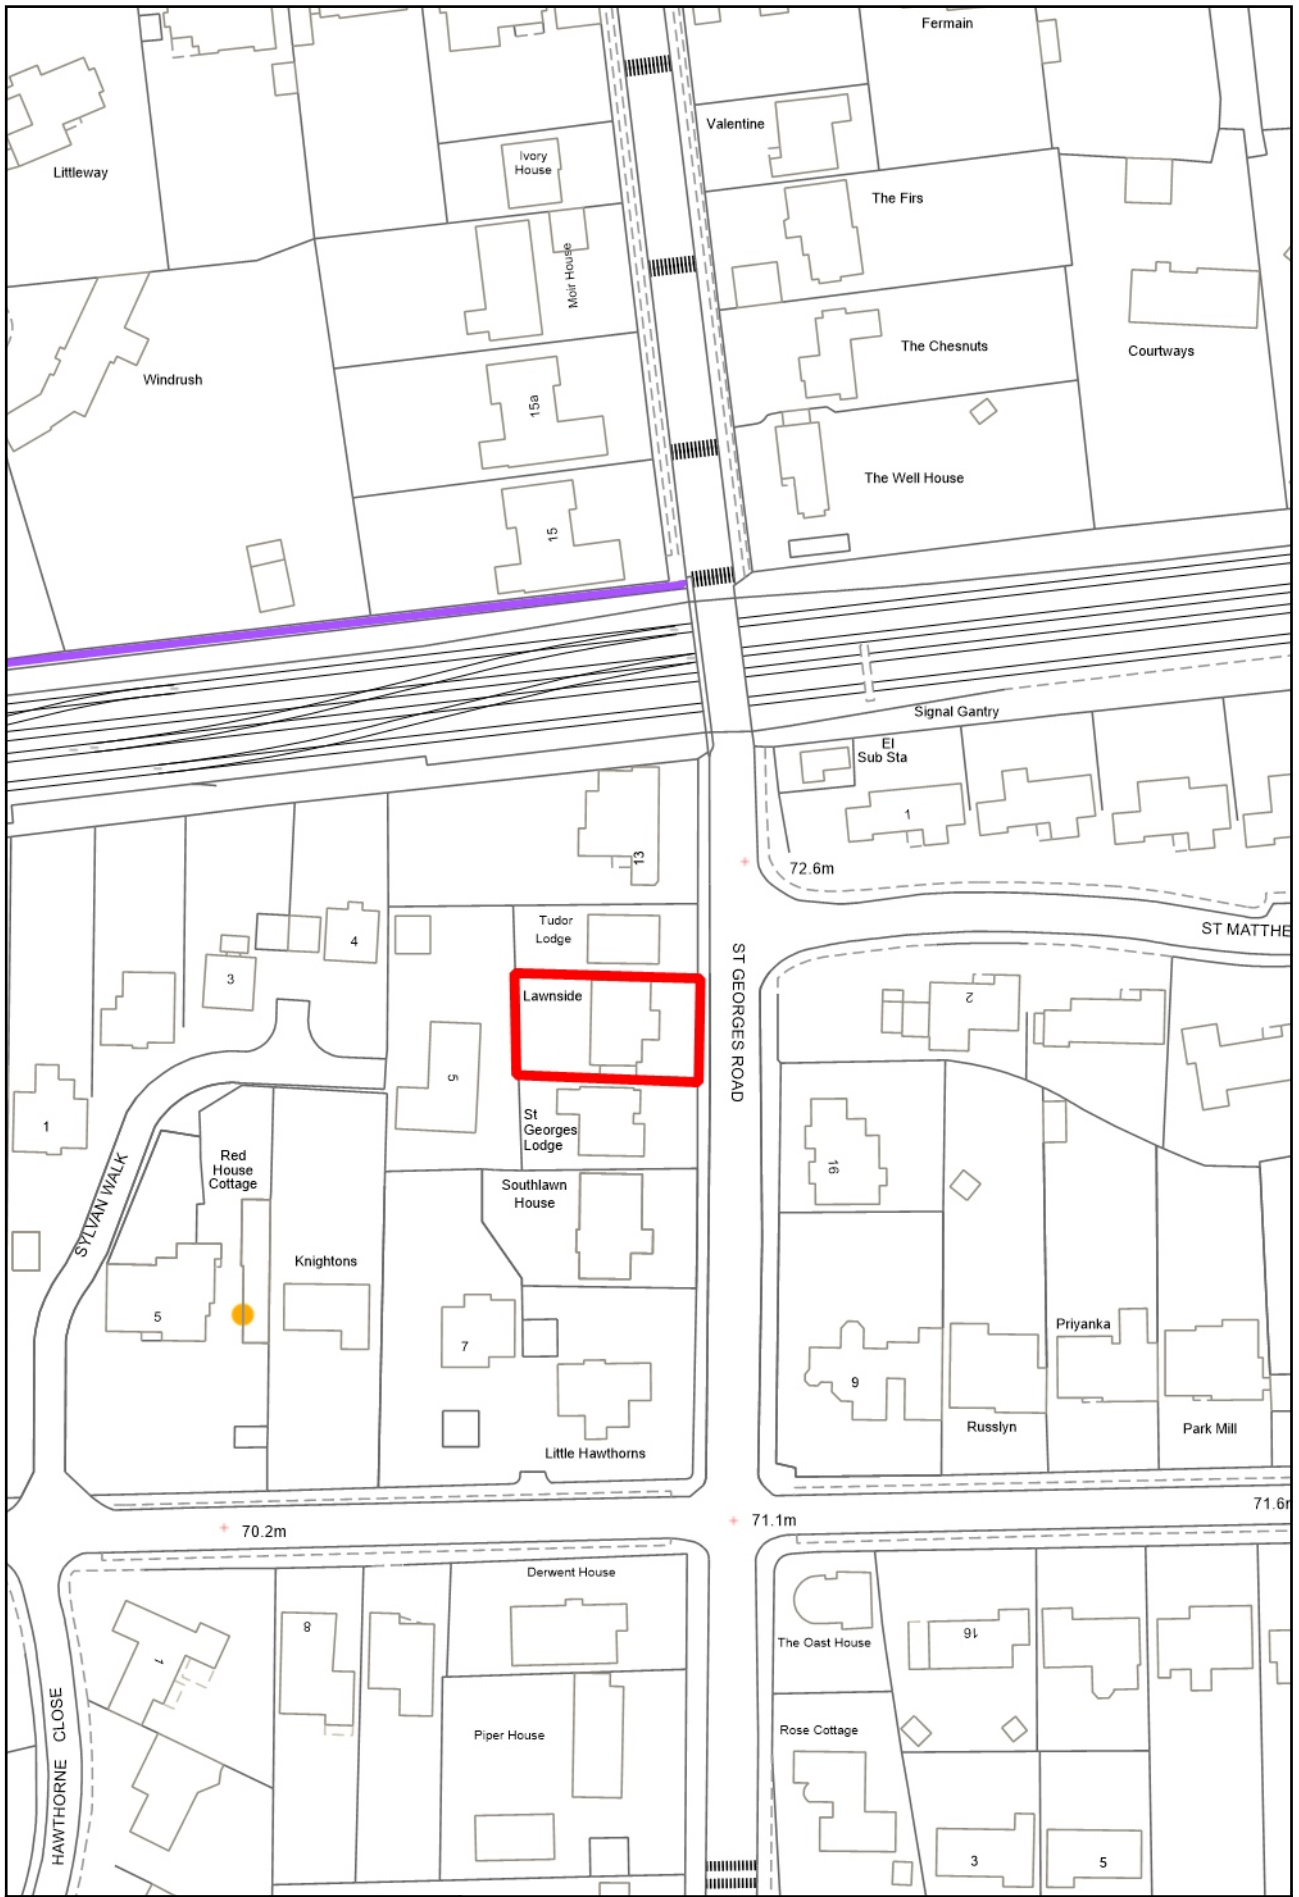 Fermain
Valentine
Ivory
House
Littleway
The Firs
Moir House
The Chesnuts
Courtways
Windrush
15a
The Well House
15
Signal Gantry
El
Sub Sta
1
13
72.6m
Tudor
Lodge
ST MATTHE
4
3
Lawnside
2
ST GEORGES ROAD
5
1
St
Georges
Lodge
Red
House
Cottage
16
Southlawn
House
SYLVAN WALK
Knightons
5
7
Priyanka
9
Russlyn
Park Mill
Little Hawthorns
70.2m
71.1m
71.6m
Derwent House
8
The Oast House
16
1
Piper House
Rose Cottage
HAWTHORNE CLOSE
3
5